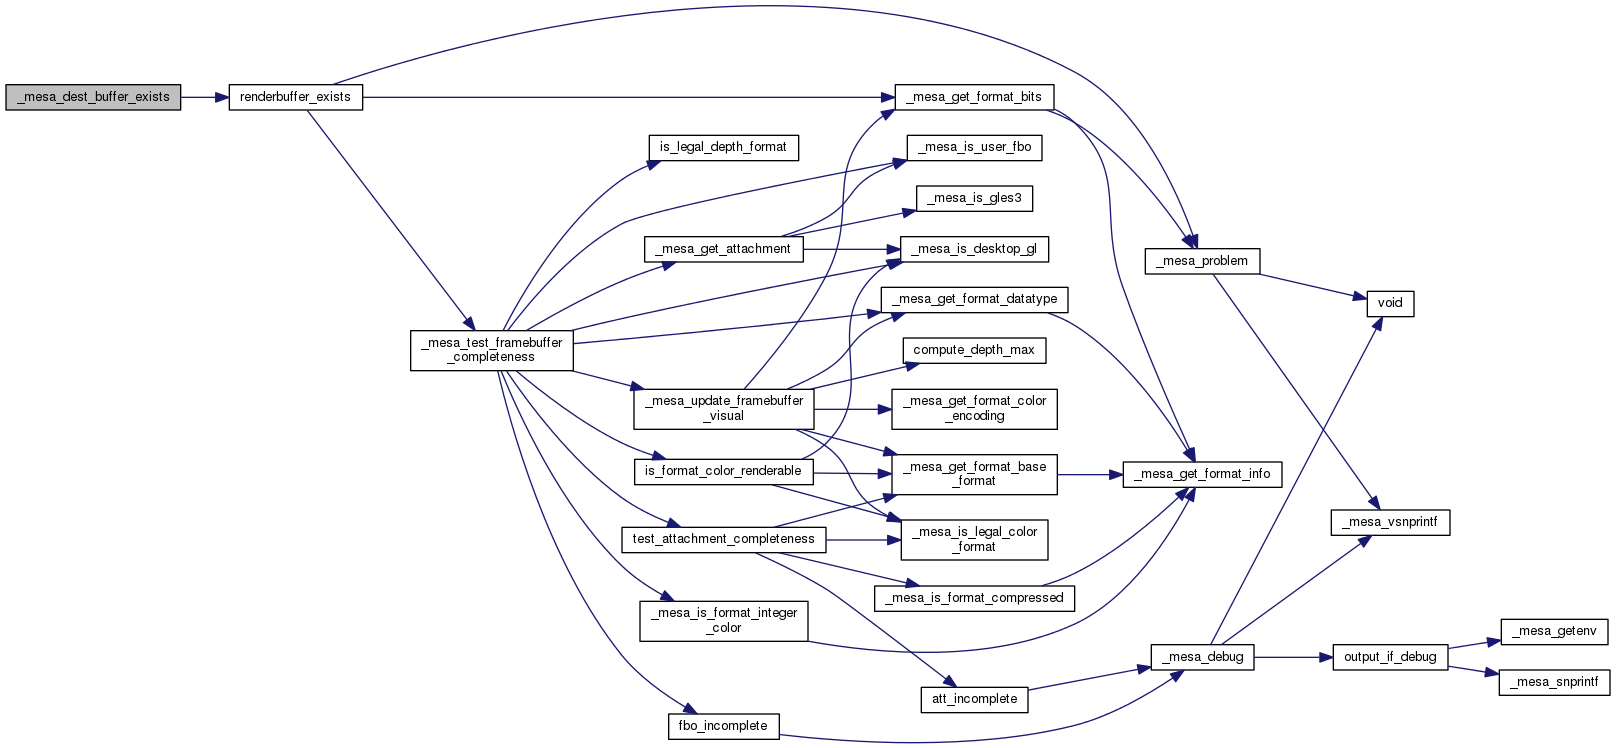 _mesa_dest_buffer_exists
renderbuffer_exists
_mesa_get_format_bits
is_legal_depth_format
_mesa_is_user_fbo
_mesa_is_gles3
_mesa_get_attachment
_mesa_is_desktop_gl
_mesa_problem
_mesa_get_format_datatype
void
_mesa_test_framebuffer
_completeness
compute_depth_max
_mesa_update_framebuffer
_visual
_mesa_get_format_color
_encoding
is_format_color_renderable
_mesa_get_format_base
_format
_mesa_get_format_info
_mesa_vsnprintf
test_attachment_completeness
_mesa_is_legal_color
_format
_mesa_is_format_compressed
_mesa_is_format_integer
_color
_mesa_getenv
_mesa_debug
output_if_debug
_mesa_snprintf
att_incomplete
fbo_incomplete